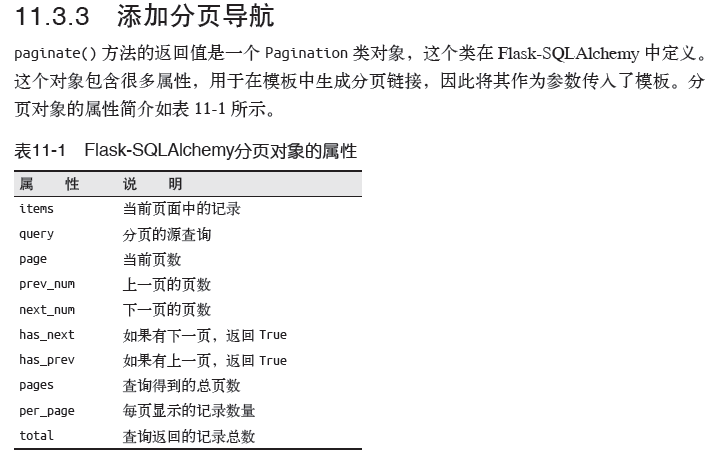 11.3.3 添加分页导航
paginate() 方法的返回值是一个 Pagination 类对象，这个类在 Flask-SQLAlchemy 中定义。
这个对象包含很多属性，用于在模板中生成分页链接，因此将其作为参数传入了模板。分
页对象的属性简介如表 11-1 所示。
表11-1 Flask-SQLAlchemy分页对象的属性
属 性 说 明
items 当前页面中的记录
query 分页的源查询
page 当前页数
prev_num 上一页的页数
next_num 下一页的页数
has_next 如果有下一页，返回 True
has_prev 如果有上一页，返回 True
pages 查询得到的总页数
per_page 每页显示的记录数量
total 查询返回的记录总数